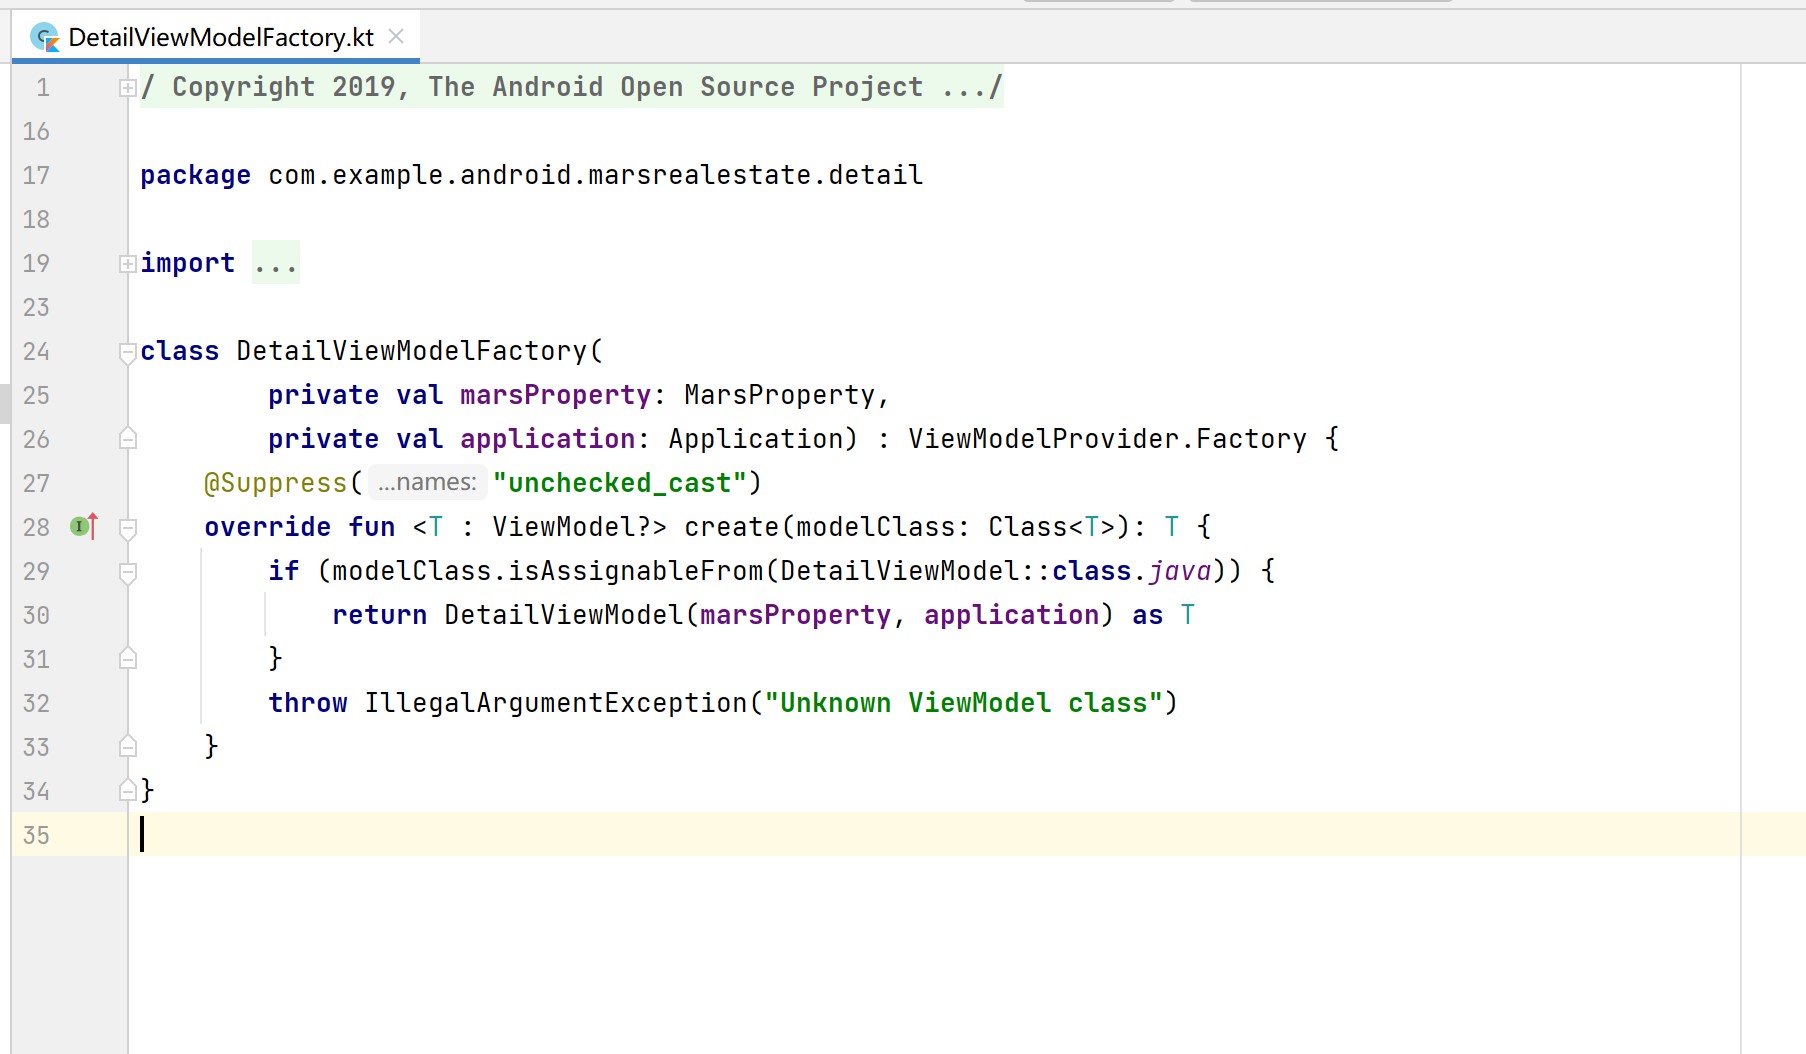 DetailViewModelFactory.kt
1 / Copyright 2019, The Android Open Source Project .../
16
17 package com.example.android.marsrealestate.detail
18
19 import ...
23
24 class DetailViewModelFactory(
25         private val marsProperty: MarsProperty,
26         private val application: Application) : ViewModelProvider.Factory {
27     @Suppress( ...names: "unchecked_cast")
28     override fun <T : ViewModel?> create(modelClass: Class<T>): T {
29         if (modelClass.isAssignableFrom(DetailViewModel::class.java)) {
30             return DetailViewModel(marsProperty, application) as T
31         }
32         throw IllegalArgumentException("Unknown ViewModel class")
33     }
34 }
35